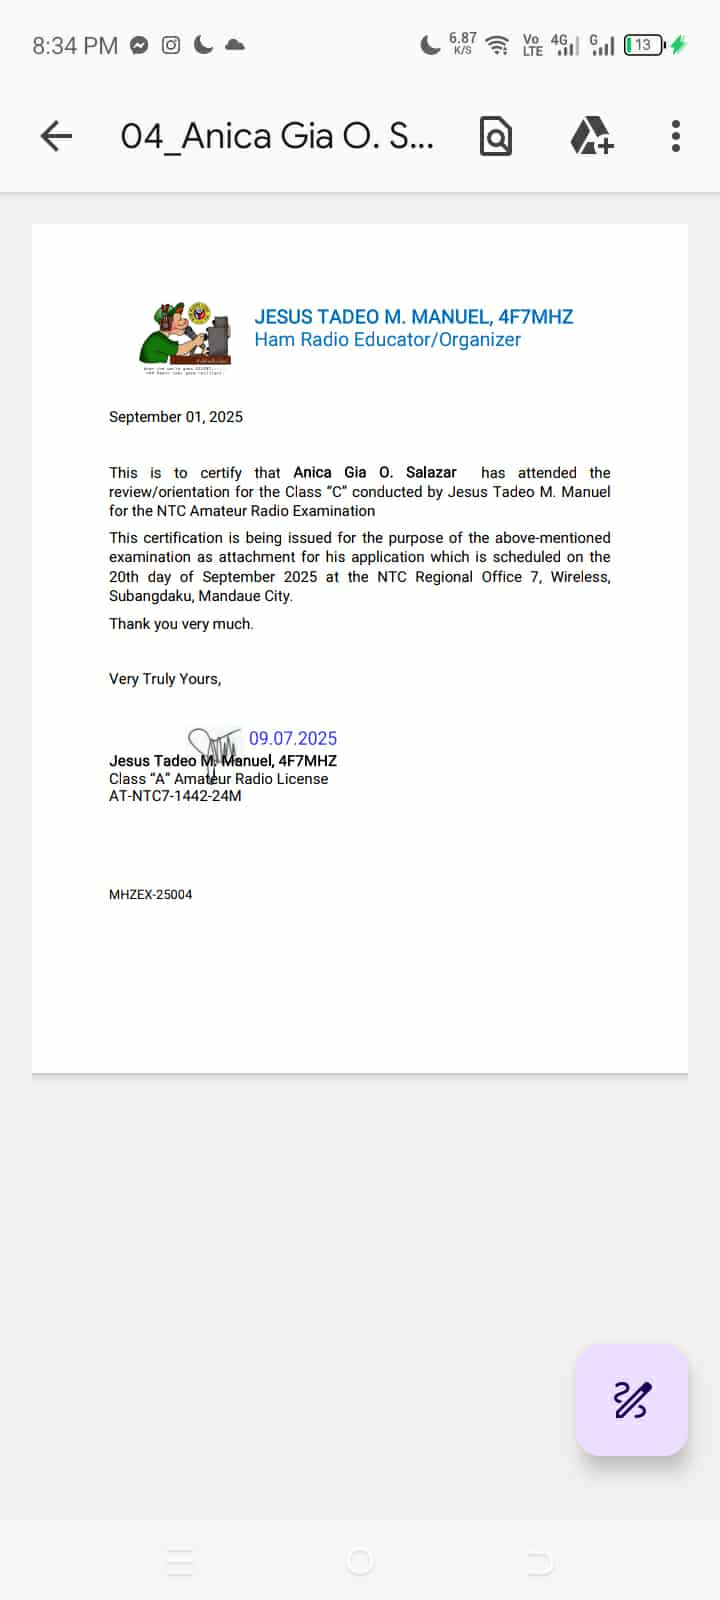 8:34 PM
6.87 K/S
Vo LTE
4G
G
13
04_Anica Gia O. S...
JESUS TADEO M. MANUEL, 4F7MHZ
Ham Radio Educator/Organizer
September 01, 2025
This is to certify that Anica Gia O. Salazar has attended the
review/orientation for the Class “C” conducted by Jesus Tadeo M. Manuel
for the NTC Amateur Radio Examination
This certification is being issued for the purpose of the above-mentioned
examination as attachment for his application which is scheduled on the
20th day of September 2025 at the NTC Regional Office 7, Wireless,
Subangdaku, Mandaue City.
Thank you very much.
Very Truly Yours,
09.07.2025
Jesus Tadeo M. Manuel, 4F7MHZ
Class “A” Amateur Radio License
AT-NTC7-1442-24M
MHZEX-25004